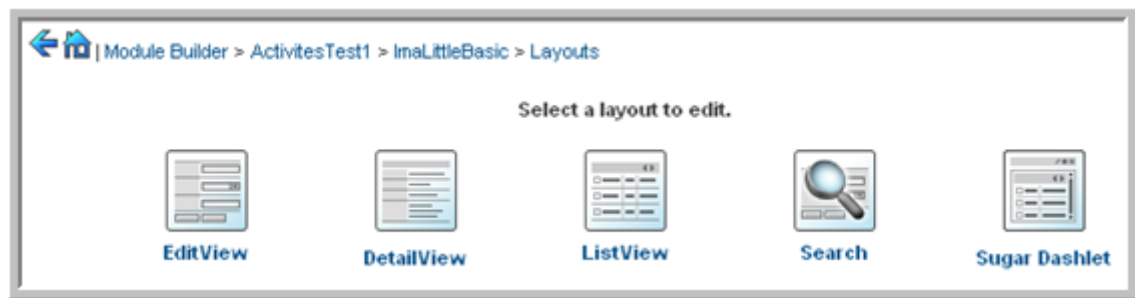 | Module Builder > ActivitesTest1 > ImaLittleBasic > Layouts
Select a layout to edit.
EditView DetailView ListView Search Sugar Dashlet